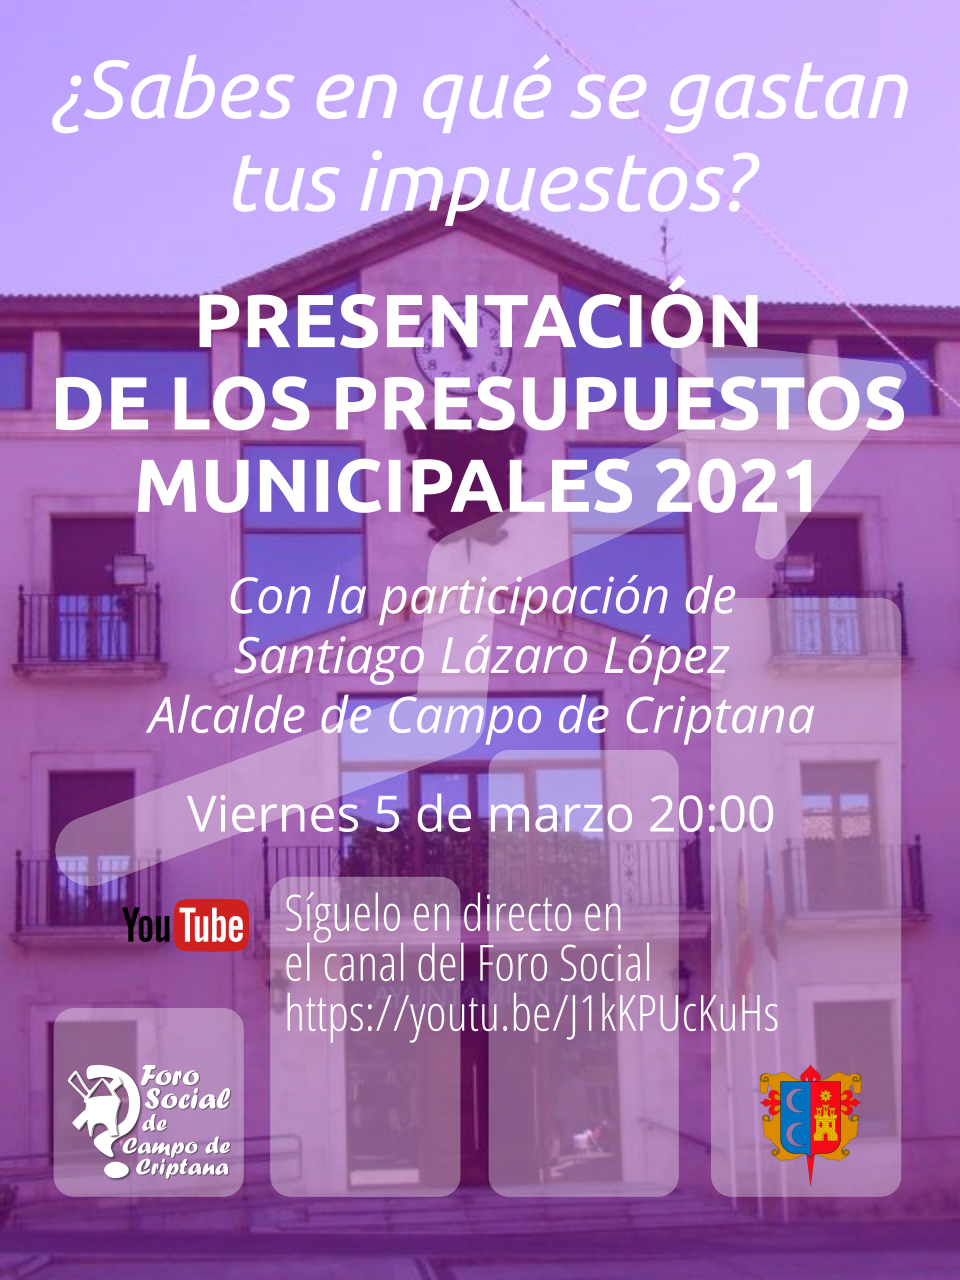 ¿Sabes en qué se gastan
tus impuestos?
PRESENTACIÓN
DE LOS PRESUPUESTOS
MUNICIPALES 2021
Con la participación de
Santiago Lázaro López
Alcalde de Campo de Criptana
Viernes 5 de marzo 20:00
YouTube
Síguelo en directo en
el canal del Foro Social
https://youtu.be/J1kKPUcKuHs
Foro
Social
de
Campo de
Criptana